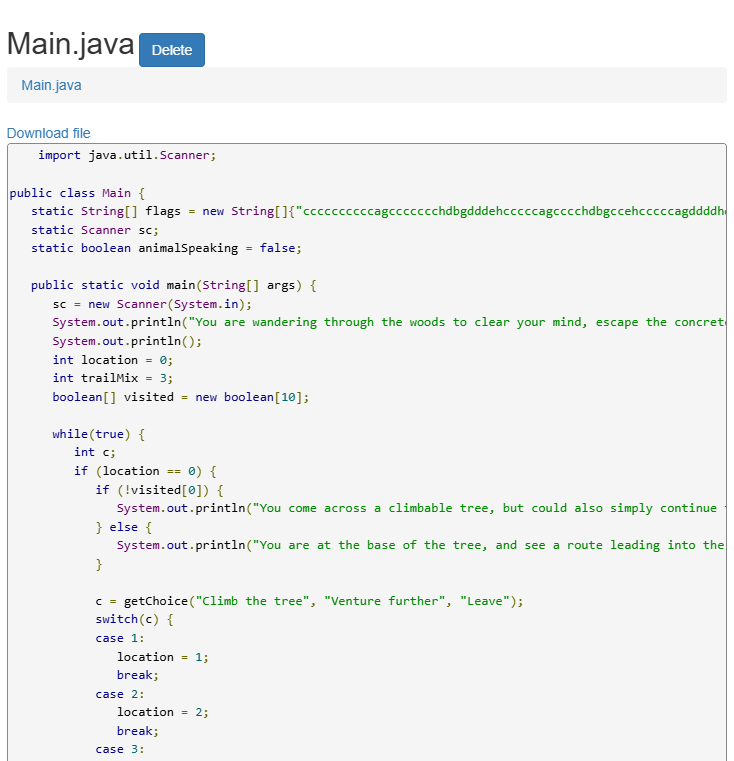 Main.java Delete
Main.java
Download file
import java.util.Scanner;
public class Main {
static String[] flags = new String[]{"ccccccccccagccccccchdbgdddehcccccagcccchdbgccehcccccagddddh
static Scanner sc;
static boolean animalSpeaking = false;
public static void main(String[] args) {
sc = new Scanner(System.in);
System.out.println("You are wandering through the woods to clear your mind, escape the concret
System.out.println();
int location = 0;
int trailMix = 3;
boolean[] visited = new boolean[10];
while(true) {
int c;
if (location == 0) {
if (!visited[0]) {
System.out.println("You come across a climbable tree, but could also simply continue
} else {
System.out.println("You are at the base of the tree, and see a route leading into the
}
c = getChoice("Climb the tree", "Venture further", "Leave");
switch(c) {
case 1:
location = 1;
break;
case 2:
location = 2;
break;
case 3: